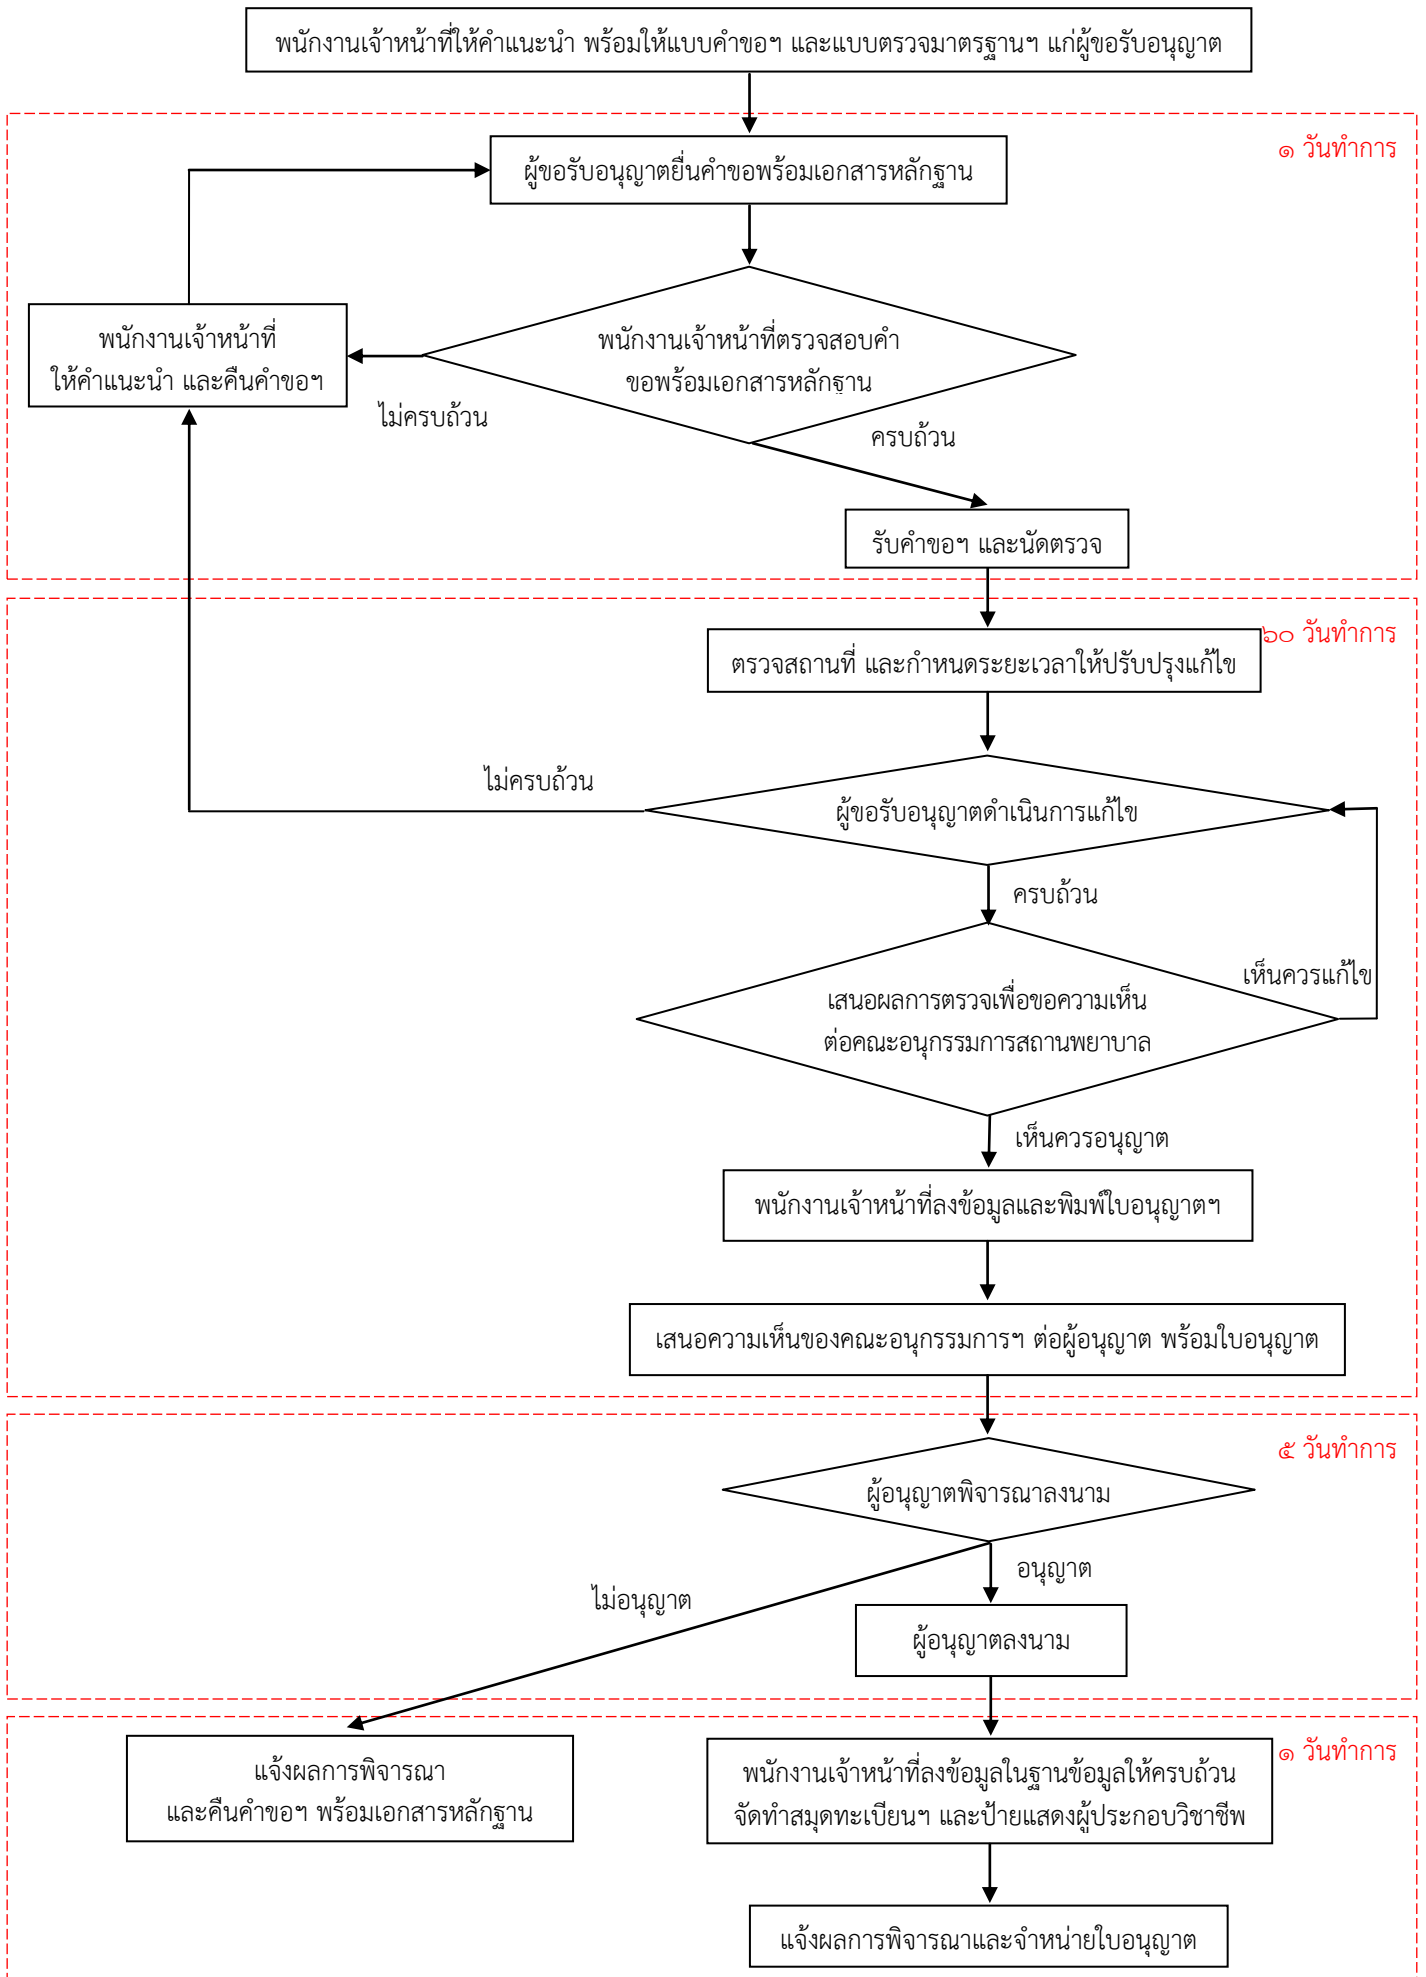 พนักงานเจ้าหน้าที่ให้คำแนะนำ พร้อมให้แบบคำขอฯ และแบบตรวจมาตรฐานฯ แก่ผู้ขอรับอนุญาต
๑ วันทำการ
ผู้ขอรับอนุญาตยื่นคำขอพร้อมเอกสารหลักฐาน
พนักงานเจ้าหน้าที่
ให้คำแนะนำ และคืนคำขอฯ
พนักงานเจ้าหน้าที่ตรวจสอบคำ
ขอพร้อมเอกสารหลักฐาน
ไม่ครบถ้วน
ครบถ้วน
รับคำขอฯ และนัดตรวจ
๖๐ วันทำการ
ตรวจสถานที่ และกำหนดระยะเวลาให้ปรับปรุงแก้ไข
ไม่ครบถ้วน
ผู้ขอรับอนุญาตดำเนินการแก้ไข
ครบถ้วน
เห็นควรแก้ไข
เสนอผลการตรวจเพื่อขอความเห็น
ต่อคณะอนุกรรมการสถานพยาบาล
เห็นควรอนุญาต
พนักงานเจ้าหน้าที่ลงข้อมูลและพิมพ์ใบอนุญาตฯ
เสนอความเห็นของคณะอนุกรรมการฯ ต่อผู้อนุญาต พร้อมใบอนุญาต
๕ วันทำการ
ผู้อนุญาตพิจารณาลงนาม
อนุญาต
ไม่อนุญาต
ผู้อนุญาตลงนาม
๑ วันทำการ
แจ้งผลการพิจารณา
และคืนคำขอฯ พร้อมเอกสารหลักฐาน
พนักงานเจ้าหน้าที่ลงข้อมูลในฐานข้อมูลให้ครบถ้วน
จัดทำสมุดทะเบียนฯ และป้ายแสดงผู้ประกอบวิชาชีพ
แจ้งผลการพิจารณาและจำหน่ายใบอนุญาต